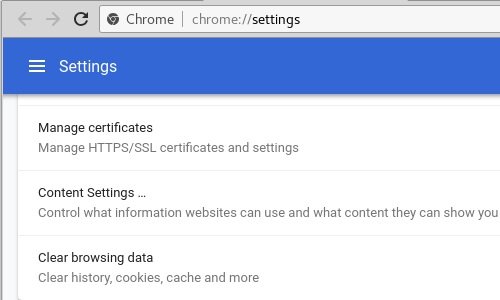 Chrome | chrome://settings
Settings
Manage certificates
Manage HTTPS/SSL certificates and settings
Content Settings ...
Control what information websites can use and what content they can show you
Clear browsing data
Clear history, cookies, cache and more